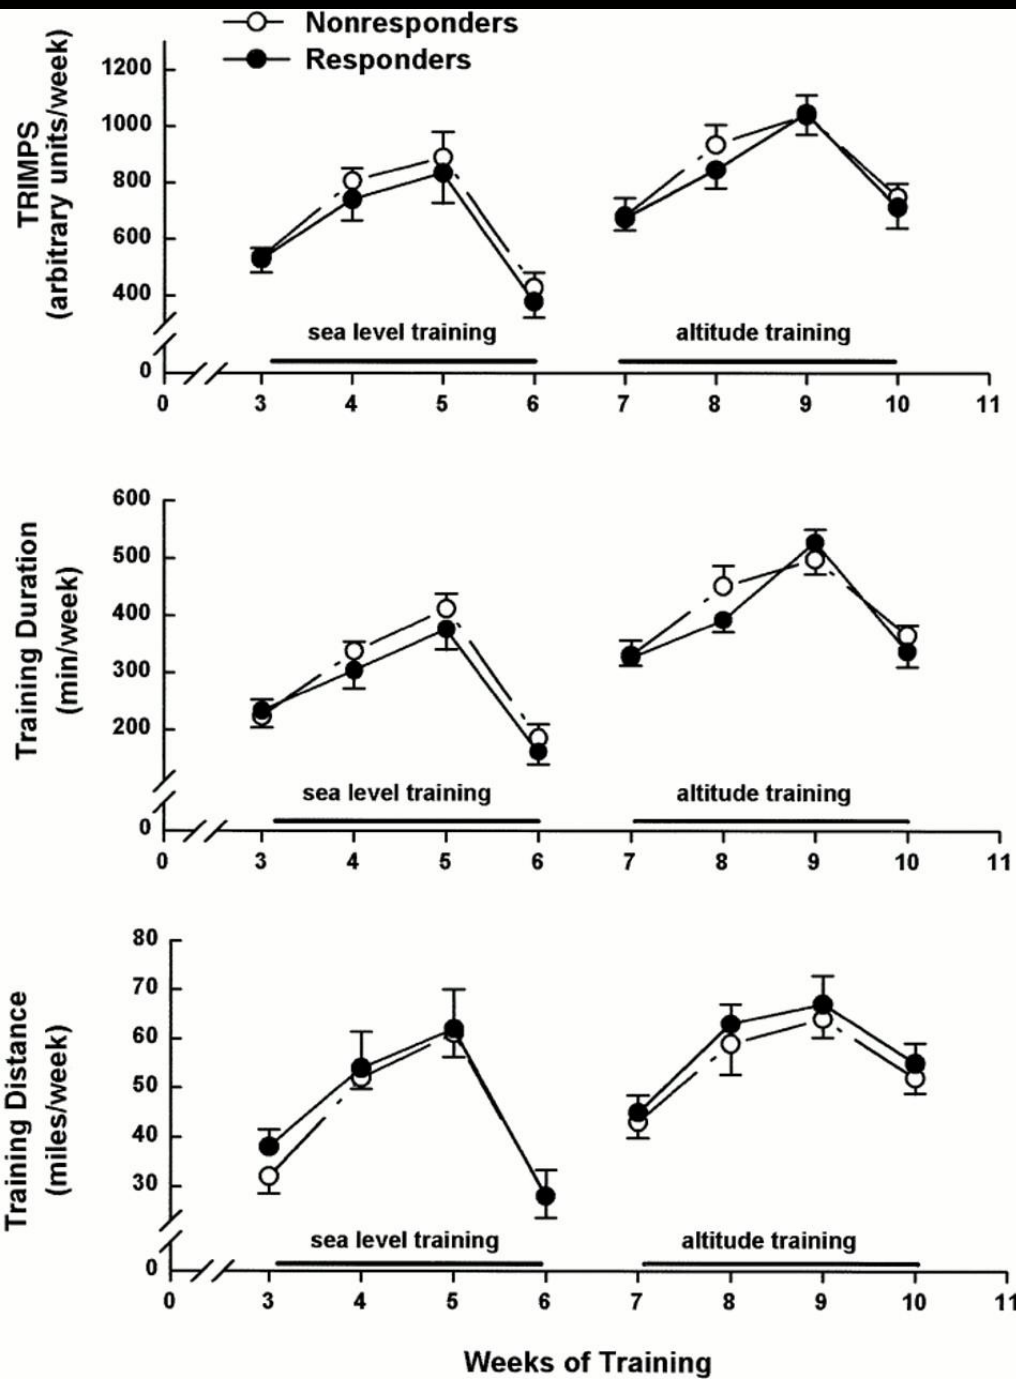 Nonresponders
Responders
TRIMPS
(arbitrary units/week)
1200
1000
800
600
400
0
sea level training
altitude training
0 3 4 5 6 7 8 9 10 11
Training Duration
(min/week)
600
500
400
300
200
0
sea level training
altitude training
0 3 4 5 6 7 8 9 10 11
Training Distance
(miles/week)
80
70
60
50
40
30
0
sea level training
altitude training
0 3 4 5 6 7 8 9 10 11
Weeks of Training